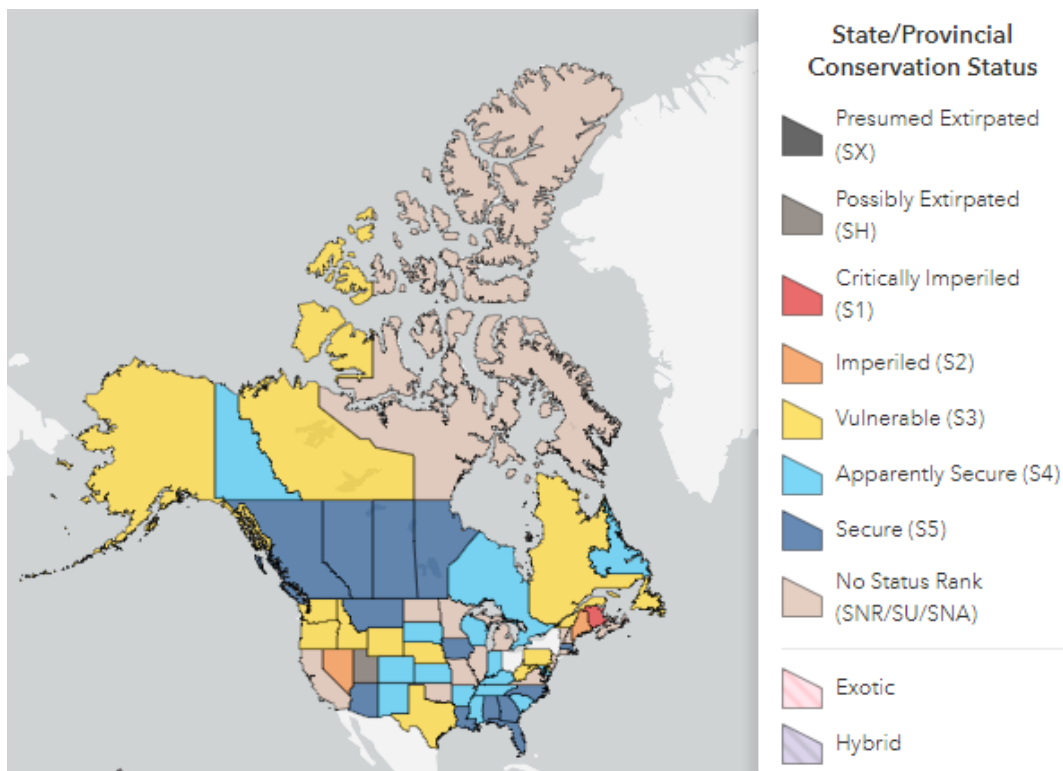 State/Provincial
Conservation Status
Presumed Extirpated
(SX)
Possibly Extirpated
(SH)
Critically Imperiled
(S1)
Imperiled (S2)
Vulnerable (S3)
Apparently Secure (S4)
Secure (S5)
No Status Rank
(SNR/SU/SNA)
Exotic
Hybrid